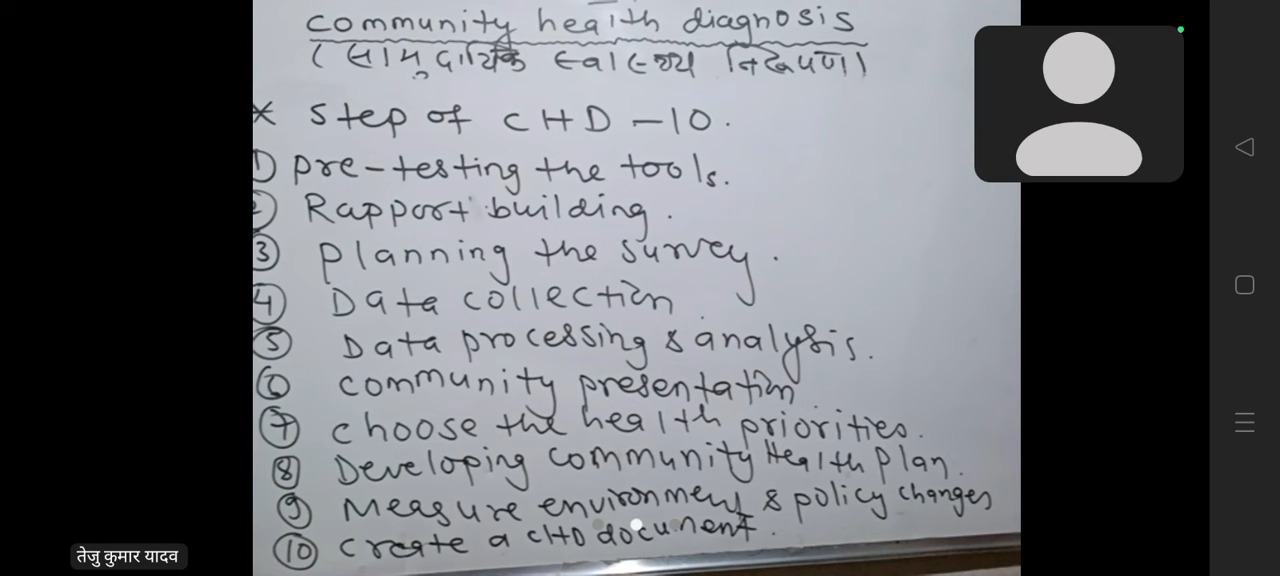 community health diagnosis
(सामुदायिक स्वास्थ्य निरूपण)
* Step of CHD - 10.
① pre-testing the tools.
② Rapport building.
③ planning the survey.
④ Data collection
⑤ Data processing & analysis.
⑥ community presentation
⑦ choose the health priorities.
⑧ Developing community Health plan.
⑨ Measure environment & policy changes
⑩ create a CHD document.
तेजु कुमार यादव